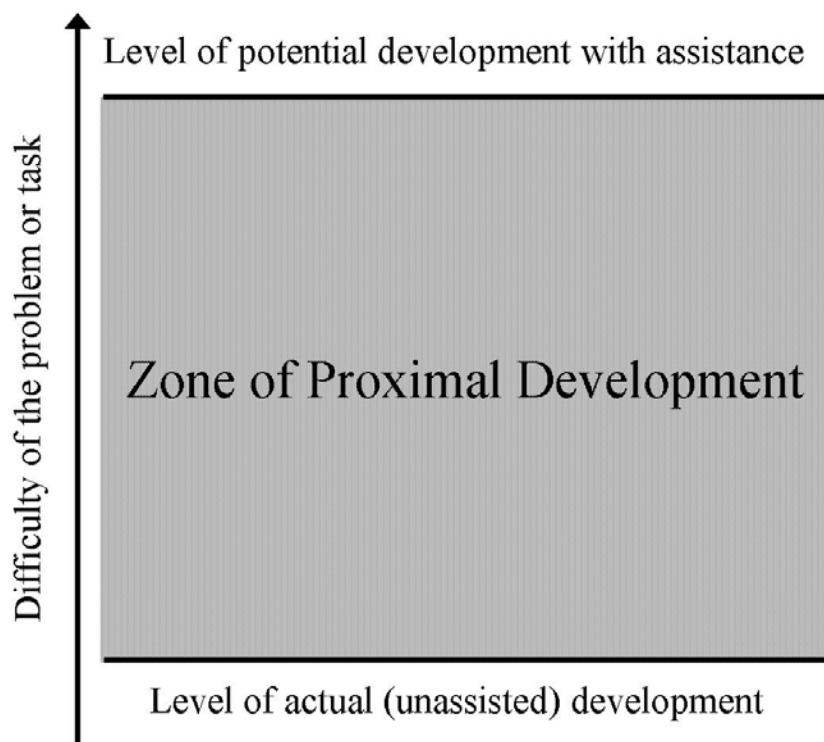 Level of potential development with assistance
Difficulty of the problem or task
Zone of Proximal Development
Level of actual (unassisted) development